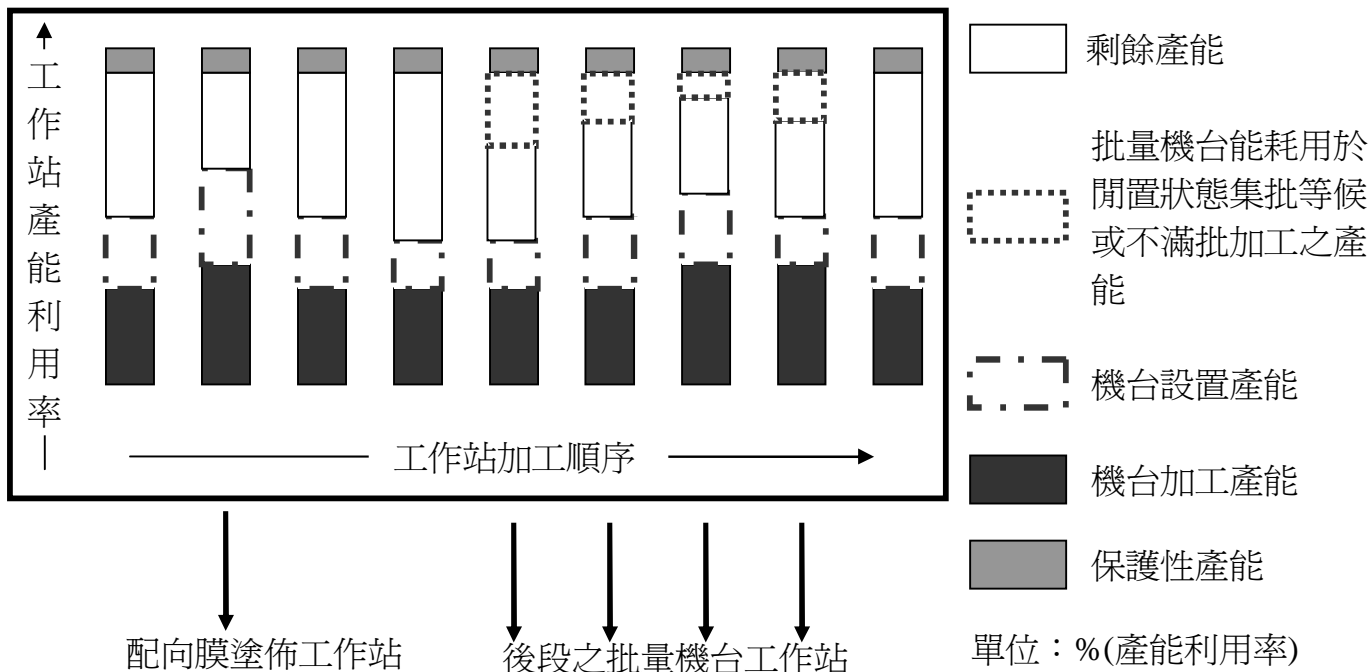 工作站產能利用率
工作站加工順序
配向膜塗佈工作站
後段之批量機台工作站
剩餘產能
批量機台能耗用於
閒置狀態集批等候
或不滿批加工之產
能
機台設置產能
機台加工產能
保護性產能
單位：%(產能利用率)